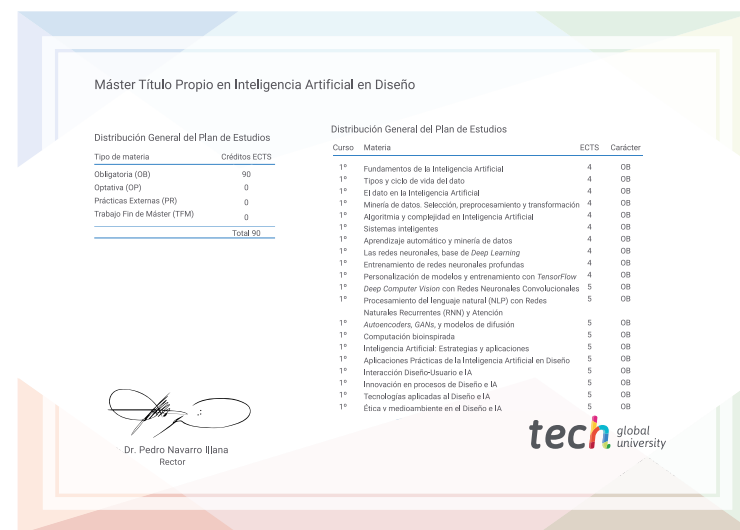 Máster Título Propio en Inteligencia Artificial en Diseño
Distribución General del Plan de Estudios
Tipo de materia Créditos ECTS
Obligatoria (OB) 90
Optativa (OP) 0
Prácticas Externas (PR) 0
Trabajo Fin de Máster (TFM) 0
Total 90
Distribución General del Plan de Estudios
Curso Materia ECTS Carácter
1º Fundamentos de la Inteligencia Artificial 4 OB
1º Tipos y ciclo de vida del dato 4 OB
1º El dato en la Inteligencia Artificial 4 OB
1º Minería de datos. Selección, preprocesamiento y transformación 4 OB
1º Algoritmia y complejidad en Inteligencia Artificial 4 OB
1º Sistemas inteligentes 4 OB
1º Aprendizaje automático y minería de datos 4 OB
1º Las redes neuronales, base de Deep Learning 4 OB
1º Entrenamiento de redes neuronales profundas 4 OB
1º Personalización de modelos y entrenamiento con TensorFlow 4 OB
1º Deep Computer Vision con Redes Neuronales Convolucionales 5 OB
1º Procesamiento del lenguaje natural (NLP) con Redes 5 OB
Naturales Recurrentes (RNN) y Atención
1º Autoencoders, GANs, y modelos de difusión 5 OB
1º Computación bioinspirada 5 OB
1º Inteligencia Artificial: Estrategias y aplicaciones 5 OB
1º Aplicaciones Prácticas de la Inteligencia Artificial en Diseño 5 OB
1º Interacción Diseño-Usuario e IA 5 OB
1º Innovación en procesos de Diseño e IA 5 OB
1º Tecnologías aplicadas al Diseño e IA 5 OB
1º Ética y medioambiente en el Diseño e IA 5 OB
Dr. Pedro Navarro Illana
Rector
tech global
university